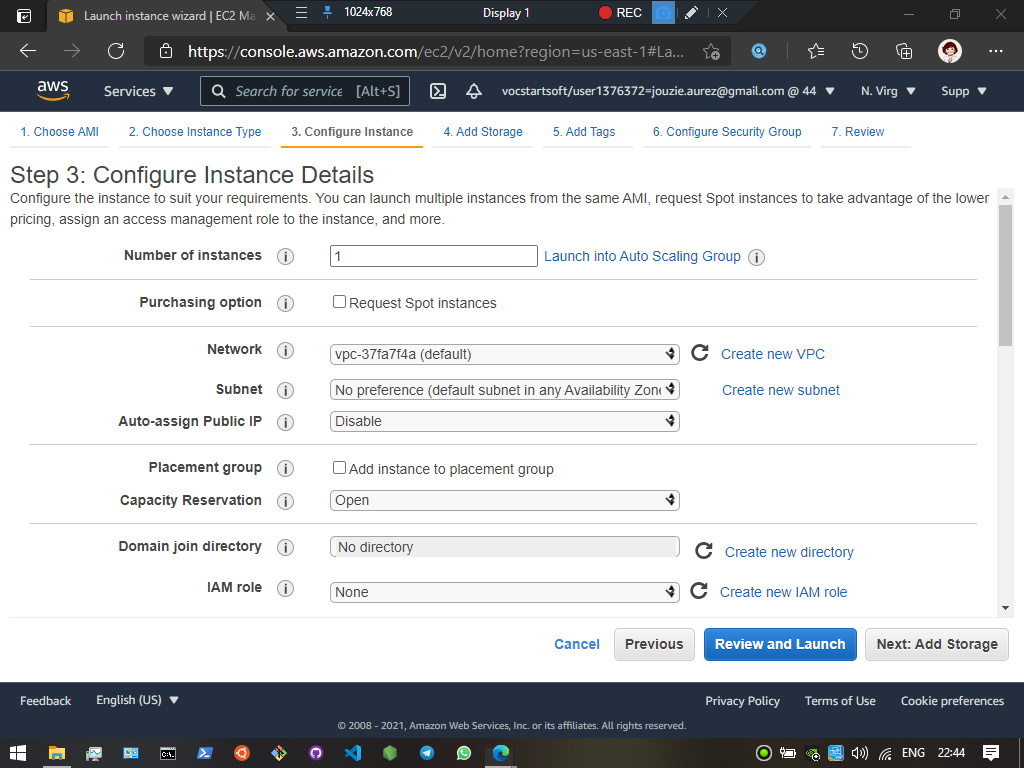 1024x768
Display 1
REC
Launch instance wizard | EC2 Ma
https://console.aws.amazon.com/ec2/v2/home?region=us-east-1#La...
aws
Services
Search for service
[Alt+S]
vocstartsoft/user1376372=jouzie.aurez@gmail.com @ 44
N. Virg
Supp
1. Choose AMI
2. Choose Instance Type
3. Configure Instance
4. Add Storage
5. Add Tags
6. Configure Security Group
7. Review
Step 3: Configure Instance Details
Configure the instance to suit your requirements. You can launch multiple instances from the same AMI, request Spot instances to take advantage of the lower
pricing, assign an access management role to the instance, and more.
Number of instances
1
Launch into Auto Scaling Group
Purchasing option
Request Spot instances
Network
vpc-37fa7f4a (default)
Create new VPC
Subnet
No preference (default subnet in any Availability Zone
Create new subnet
Auto-assign Public IP
Disable
Placement group
Add instance to placement group
Capacity Reservation
Open
Domain join directory
No directory
Create new directory
IAM role
None
Create new IAM role
Cancel
Previous
Review and Launch
Next: Add Storage
Feedback
English (US)
Privacy Policy
Terms of Use
Cookie preferences
© 2008 - 2021, Amazon Web Services, Inc. or its affiliates. All rights reserved.
ENG
22:44